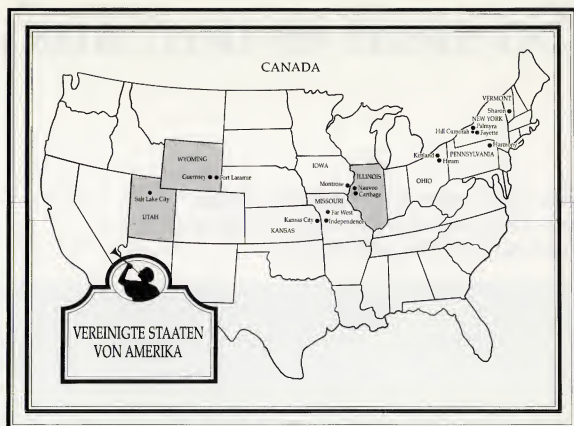 CANADA
VERMONT
Sharon
NEW YORK
Palmyra
Hill Cumorah
Fayette
Harmony
WYOMING
Kirtland
PENNSYLVANIA
Hiram
IOWA
ILLINOIS
OHIO
Guernsey
Fort Laramie
Montrose
Nauvoo
Carthage
Salt Lake City
MISSOURI
Far West
UTAH
Kansas City
Independence
KANSAS
VEREINIGTE STAATEN
VON AMERIKA